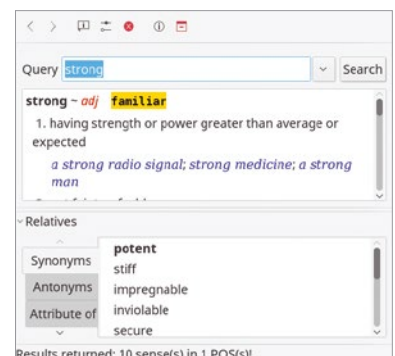 Query strong Search
strong ~ adj familiar
1. having strength or power greater than average or
expected
a strong radio signal; strong medicine; a strong
man
Relatives
Synonyms
Antonyms
Attribute of
potent
stiff
impregnable
inviolable
secure
Results returned: 10 sense(s) in 1 POS(s)!